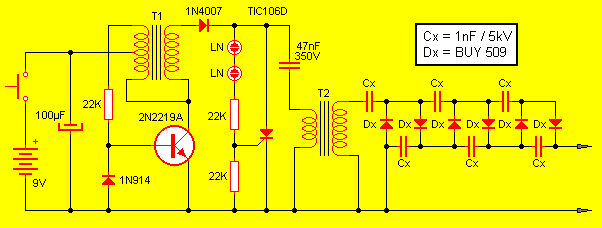 T1
1N4007
TIC106D
Cx = 1nF / 5kV
Dx = BUY 509
LN
LN
47nF
350V
T2
Cx
Cx
Cx
100µF
22K
2N2219A
22K
Dx
Dx
Dx
Dx
Dx
Dx
Cx
Cx
Cx
+
9V
1N914
22K